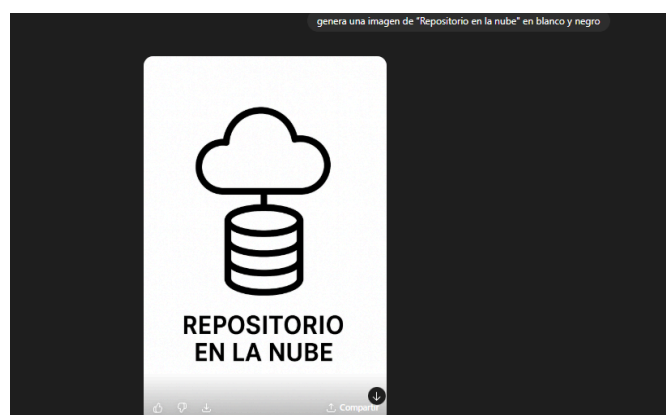 genera una imagen de "Repositorio en la nube" en blanco y negro
REPOSITORIO
EN LA NUBE
Compartir